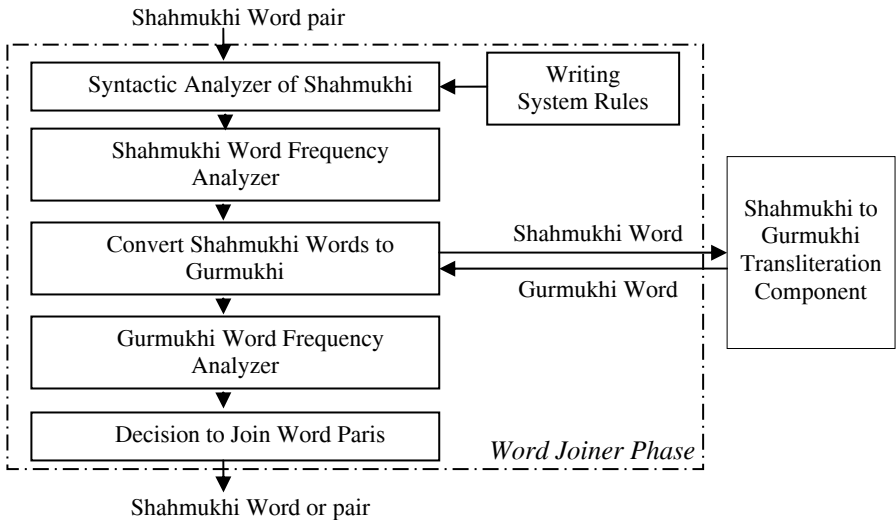 Shahmukhi Word pair
Syntactic Analyzer of Shahmukhi
Writing
System Rules
Shahmukhi Word Frequency
Analyzer
Convert Shahmukhi Words to
Gurmukhi
Shahmukhi Word
Gurmukhi Word
Shahmukhi to
Gurmukhi
Transliteration
Component
Gurmukhi Word Frequency
Analyzer
Decision to Join Word Paris
Word Joiner Phase
Shahmukhi Word or pair